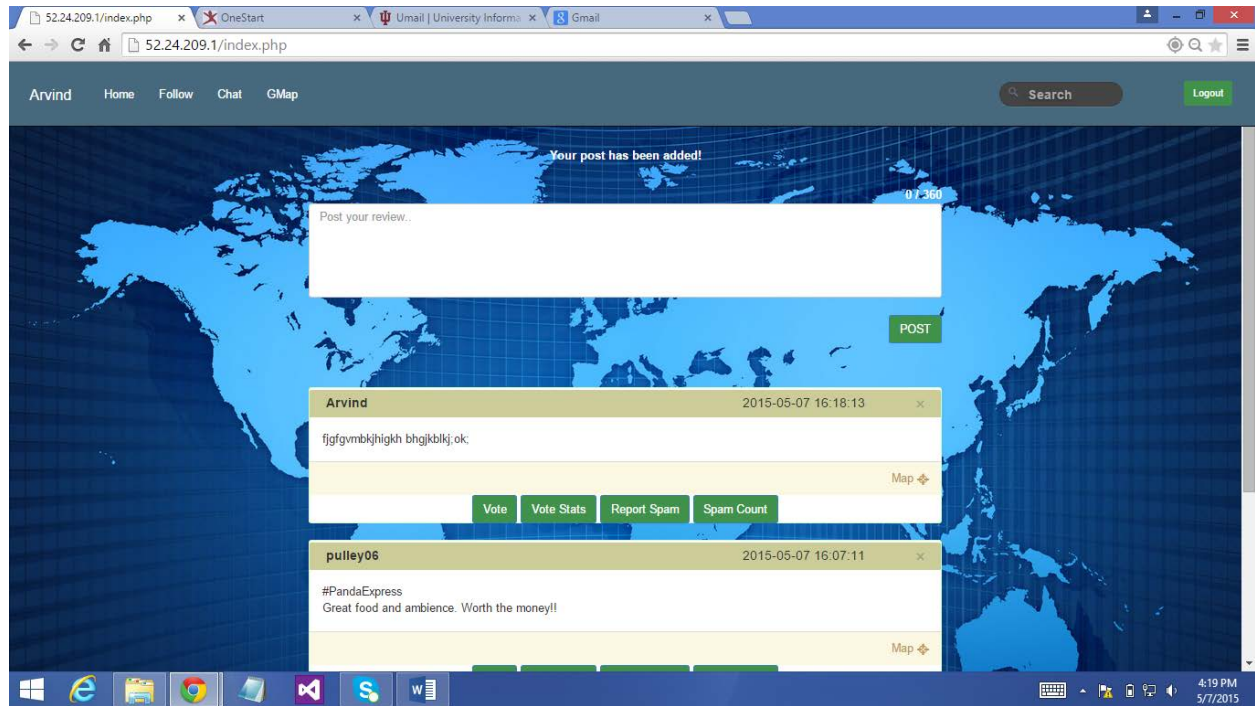 52.24.209.1/index.php
OneStart
Umail | University Informa
Gmail
52.24.209.1/index.php
Arvind Home Follow Chat GMap Search Logout
Your post has been added!
0 / 360
Post your review..
POST
Arvind 2015-05-07 16:18:13
fjgfgvmbkjhigkh bhgjkblkj;ok;
Map
Vote Vote Stats Report Spam Spam Count
pulley06 2015-05-07 16:07:11
#PandaExpress
Great food and ambience. Worth the money!!
Map
4:19 PM
5/7/2015